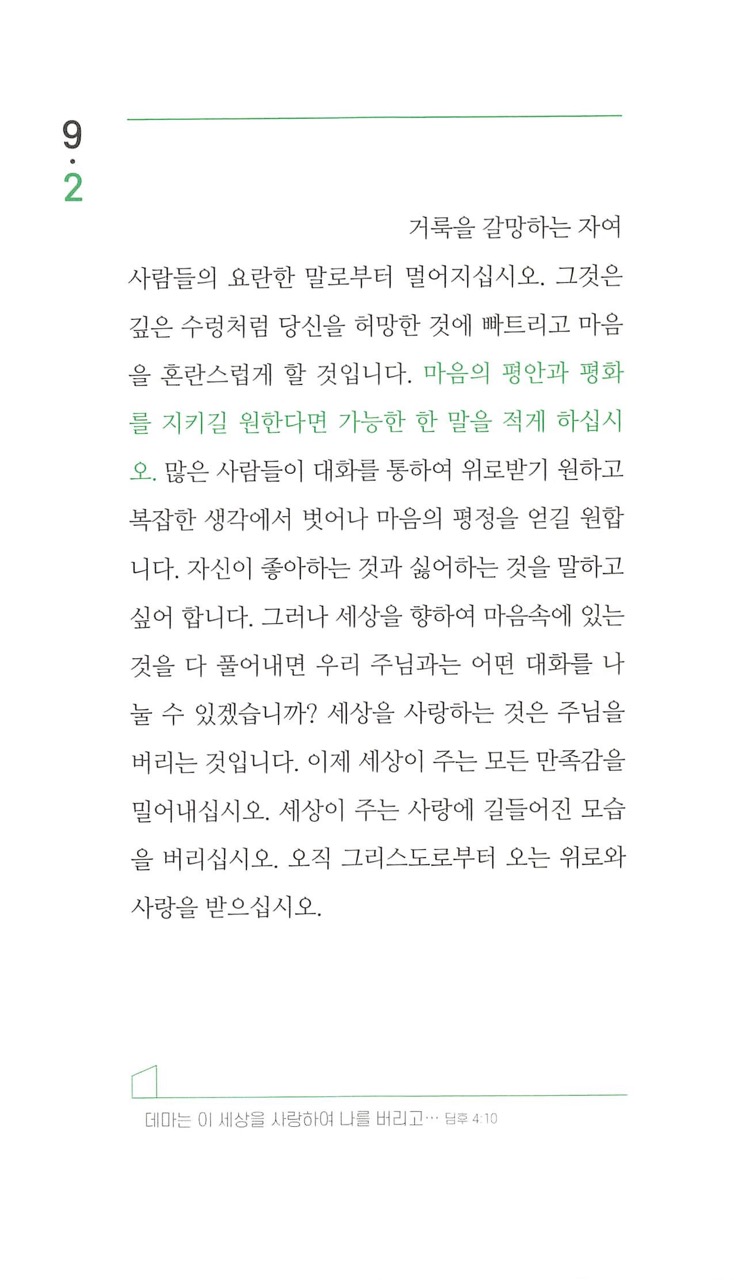 9
·
2
거룩을 갈망하는 자여
사람들의 요란한 말로부터 멀어지십시오. 그것은
깊은 수렁처럼 당신을 허망한 것에 빠트리고 마음
을 혼란스럽게 할 것입니다. 마음의 평안과 평화
를 지키길 원한다면 가능한 한 말을 적게 하십시
오. 많은 사람들이 대화를 통하여 위로받기 원하고
복잡한 생각에서 벗어나 마음의 평정을 얻길 원합
니다. 자신이 좋아하는 것과 싫어하는 것을 말하고
싶어 합니다. 그러나 세상을 향하여 마음속에 있는
것을 다 풀어내면 우리 주님과는 어떤 대화를 나
눌 수 있겠습니까? 세상을 사랑하는 것은 주님을
버리는 것입니다. 이제 세상이 주는 모든 만족감을
밀어내십시오. 세상이 주는 사랑에 길들어진 모습
을 버리십시오. 오직 그리스도로부터 오는 위로와
사랑을 받으십시오.
데마는 이 세상을 사랑하여 나를 버리고… 딤후 4:10